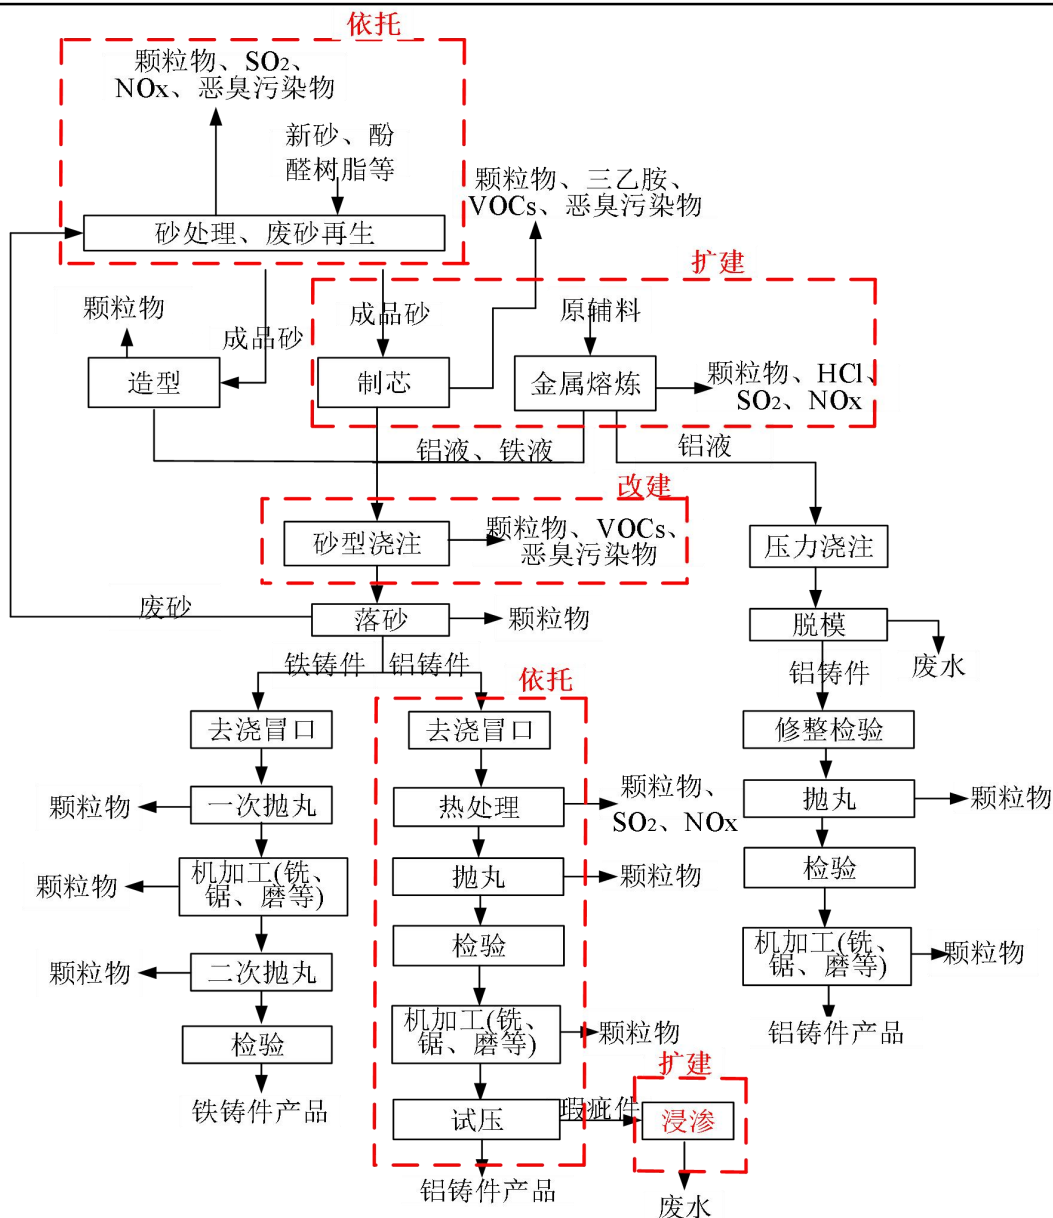 依托
颗粒物、SO2、
NOx、恶臭污染物
新砂、酚
醛树脂等
颗粒物、三乙胺、
VOCs、恶臭污染物
砂处理、废砂再生
扩建
颗粒物
成品砂
成品砂
原辅料
造型
制芯
金属熔炼
颗粒物、HCl、
SO2、NOx
铝液、铁液
铝液
改建
砂型浇注
颗粒物、VOCs、
恶臭污染物
压力浇注
废砂
落砂
颗粒物
脱模
废水
铁铸件
铝铸件
铝铸件
依托
去浇冒口
去浇冒口
修整检验
颗粒物
一次抛丸
热处理
颗粒物、
SO2、NOx
抛丸
颗粒物
颗粒物
机加工(铣、
锯、磨等)
抛丸
颗粒物
检验
颗粒物
二次抛丸
检验
机加工(铣、
锯、磨等)
颗粒物
检验
机加工(铣、
锯、磨等)
颗粒物
铝铸件产品
扩建
铁铸件产品
试压
瑕疵件
浸渗
铝铸件产品
废水